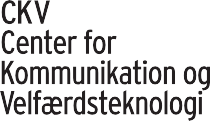 CKV
Center for
Kommunikation og
Velfærdsteknologi